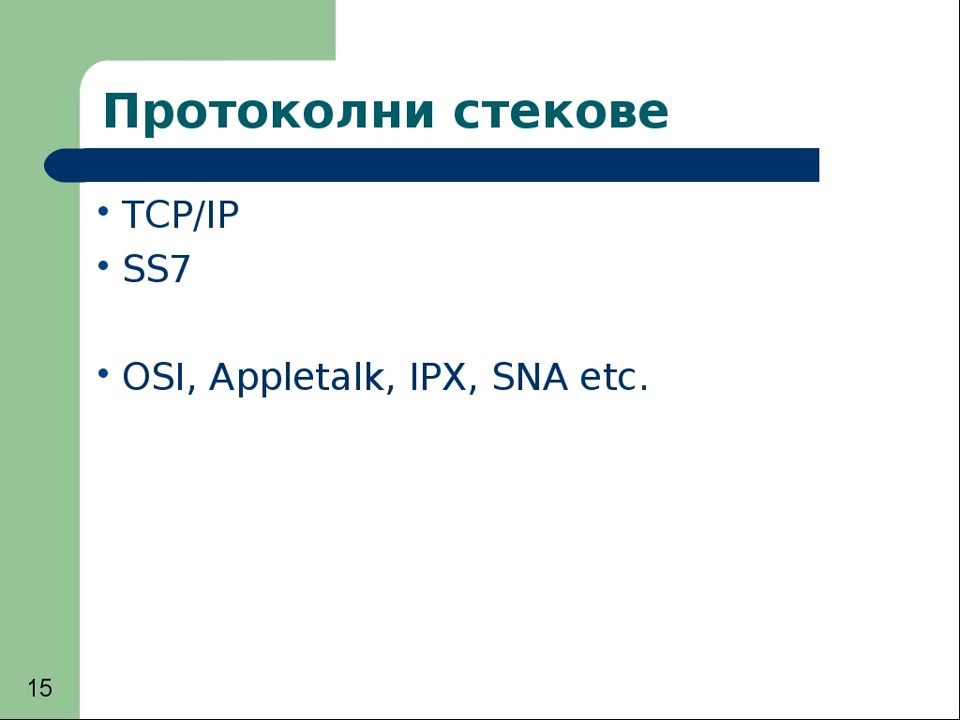 Протоколни стекове
• TCP/IP
• SS7
• OSI, Appletalk, IPX, SNA etc.
15